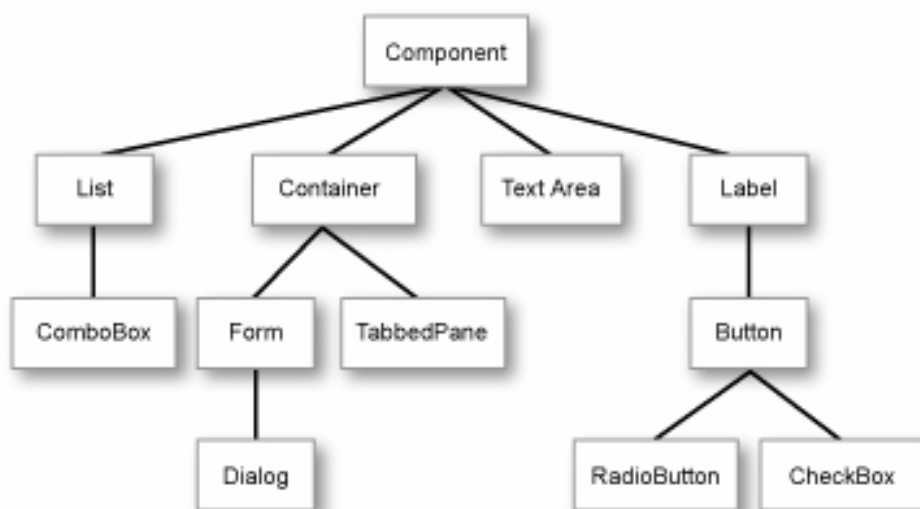 Component
List
Container
Text Area
Label
ComboBox
Form
TabbedPane
Button
Dialog
RadioButton
CheckBox